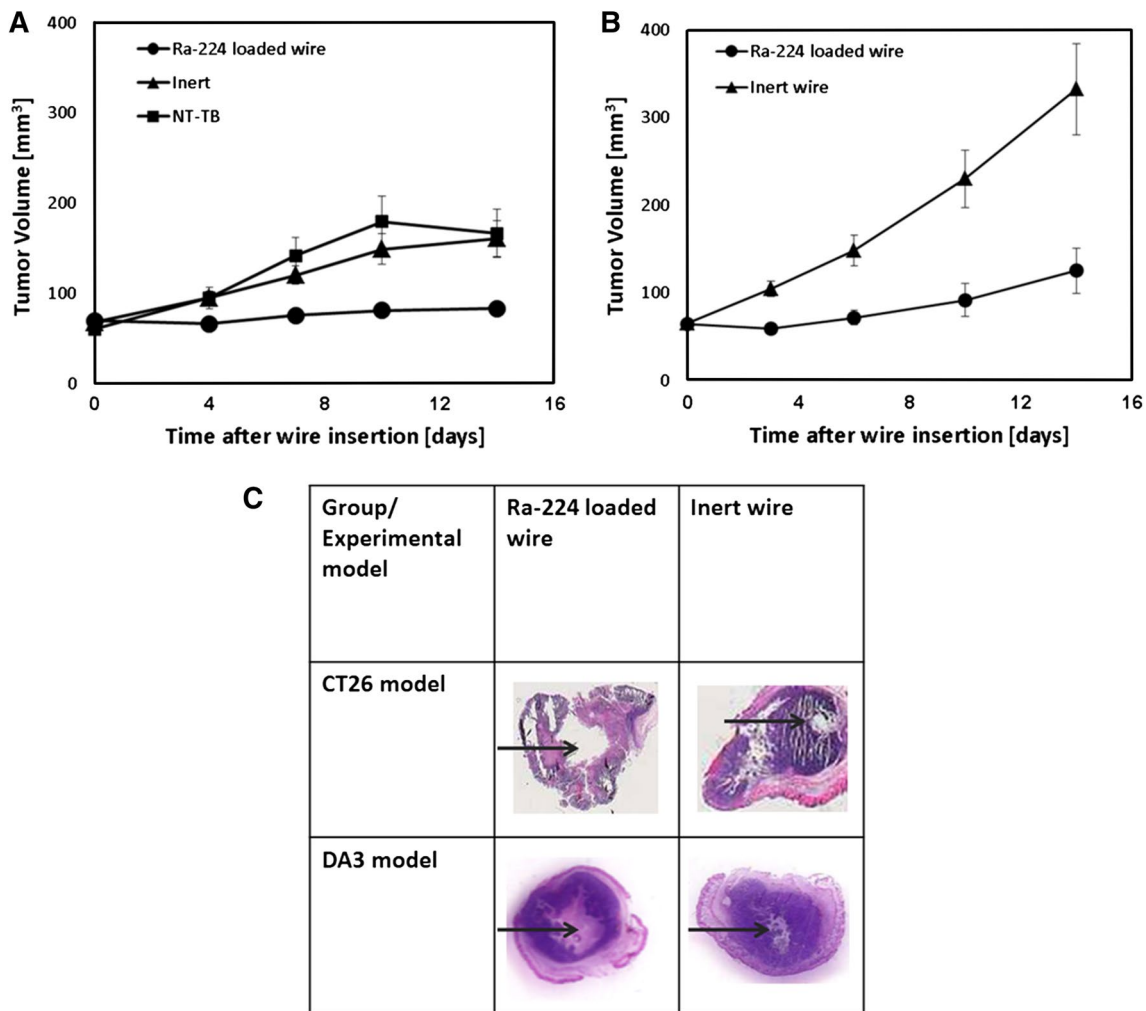 A
400
300
200
100
0
Tumor Volume [mm³]
Ra-224 loaded wire
Inert
NT-TB
0 4 8 12 16
Time after wire insertion [days]
B
400
300
200
100
0
Tumor Volume [mm³]
Ra-224 loaded wire
Inert wire
0 4 8 12 16
Time after wire insertion [days]
C
Group/
Experimental
model
Ra-224 loaded
wire
Inert wire
CT26 model
DA3 model